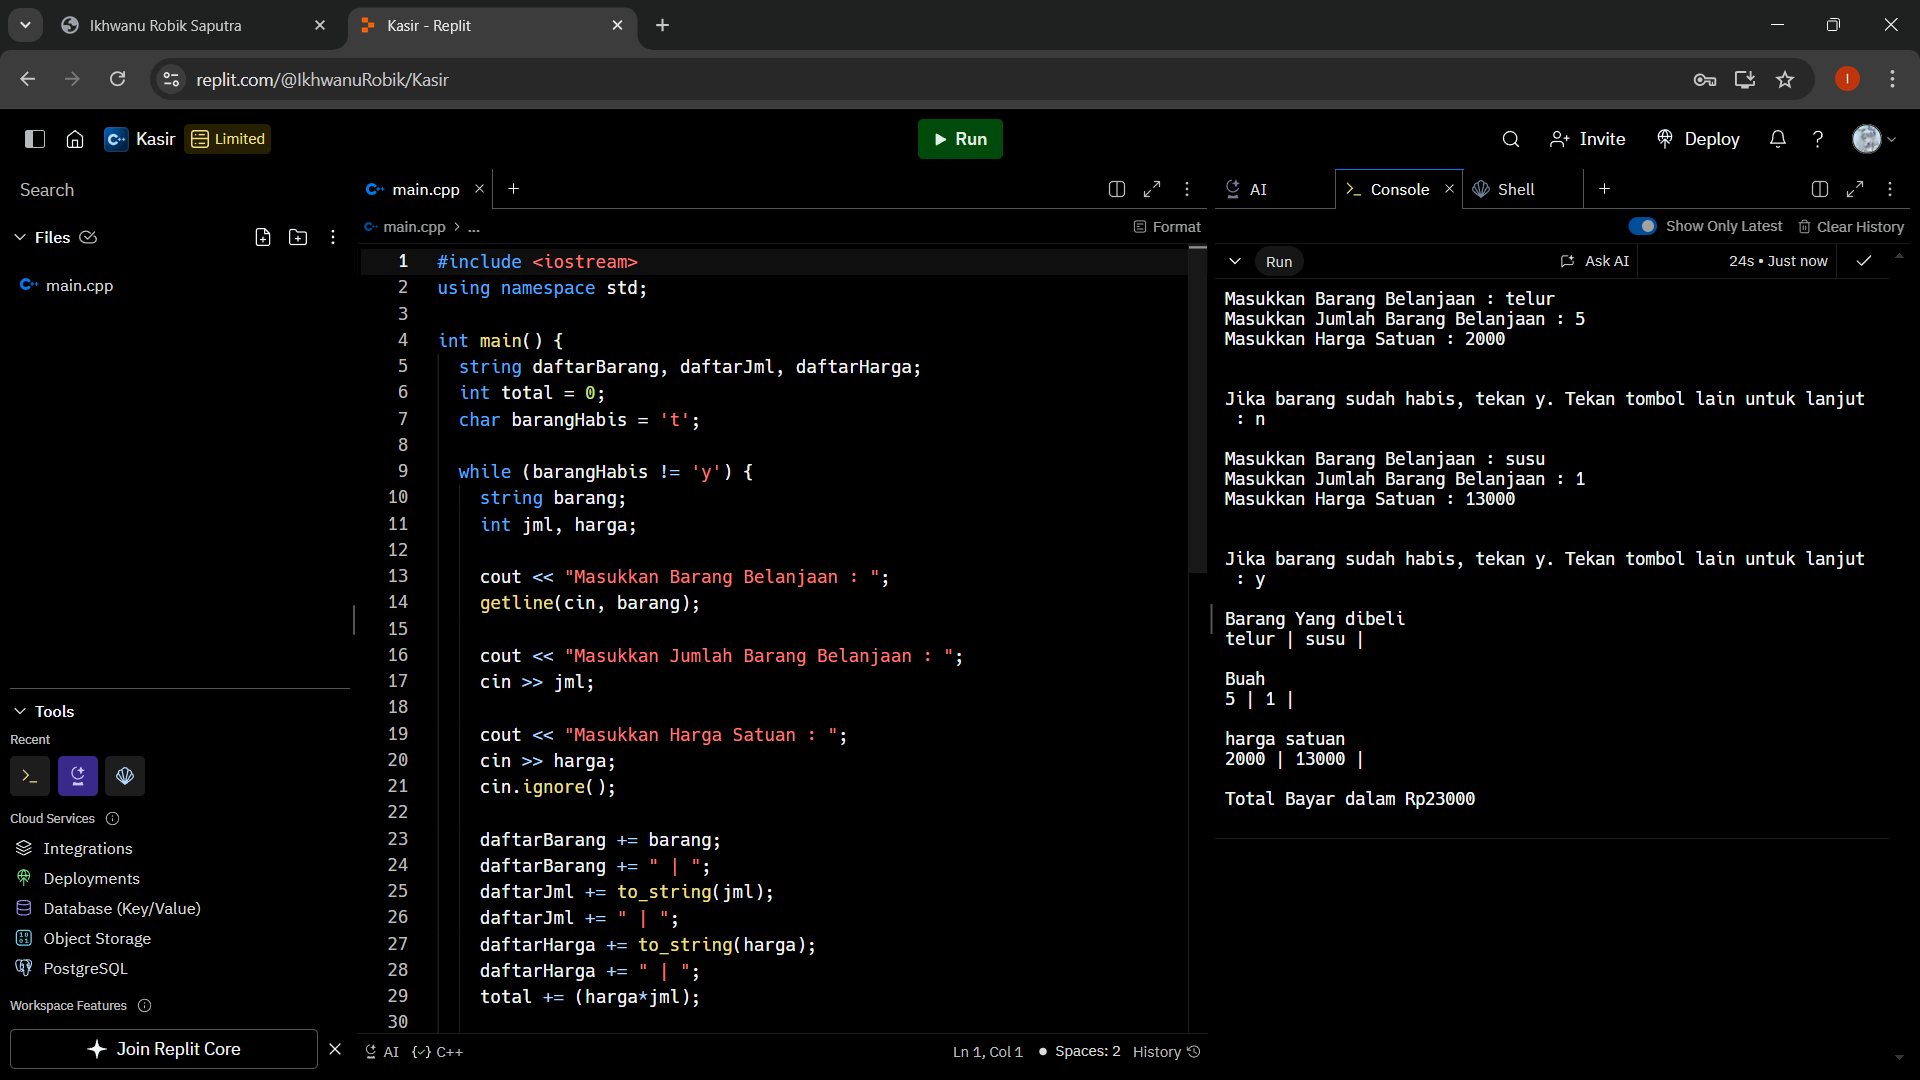 Ikhwanu Robik Saputra
Kasir - Replit
replit.com/@IkhwanuRobik/Kasir
I
Kasir
Limited
Run
Invite
Deploy
Search
Files
main.cpp
Tools
Recent
Cloud Services
Integrations
Deployments
Database (Key/Value)
Object Storage
PostgreSQL
Workspace Features
Join Replit Core
main.cpp
main.cpp > ...
Format
1 #include <iostream>
2 using namespace std;
3
4 int main() {
5 string daftarBarang, daftarJml, daftarHarga;
6 int total = 0;
7 char barangHabis = 't';
8
9 while (barangHabis != 'y') {
10 string barang;
11 int jml, harga;
12
13 cout << "Masukkan Barang Belanjaan : ";
14 getline(cin, barang);
15
16 cout << "Masukkan Jumlah Barang Belanjaan : ";
17 cin >> jml;
18
19 cout << "Masukkan Harga Satuan : ";
20 cin >> harga;
21 cin.ignore();
22
23 daftarBarang += barang;
24 daftarBarang += " | ";
25 daftarJml += to_string(jml);
26 daftarJml += " | ";
27 daftarHarga += to_string(harga);
28 daftarHarga += " | ";
29 total += (harga*jml);
30
AI
C++
Ln 1, Col 1
Spaces: 2
History
AI
Console
Shell
Show Only Latest
Clear History
Run
Ask AI
24s • Just now
Masukkan Barang Belanjaan : telur
Masukkan Jumlah Barang Belanjaan : 5
Masukkan Harga Satuan : 2000
Jika barang sudah habis, tekan y. Tekan tombol lain untuk lanjut
: n
Masukkan Barang Belanjaan : susu
Masukkan Jumlah Barang Belanjaan : 1
Masukkan Harga Satuan : 13000
Jika barang sudah habis, tekan y. Tekan tombol lain untuk lanjut
: y
Barang Yang dibeli
telur | susu |
Buah
5 | 1 |
harga satuan
2000 | 13000 |
Total Bayar dalam Rp23000